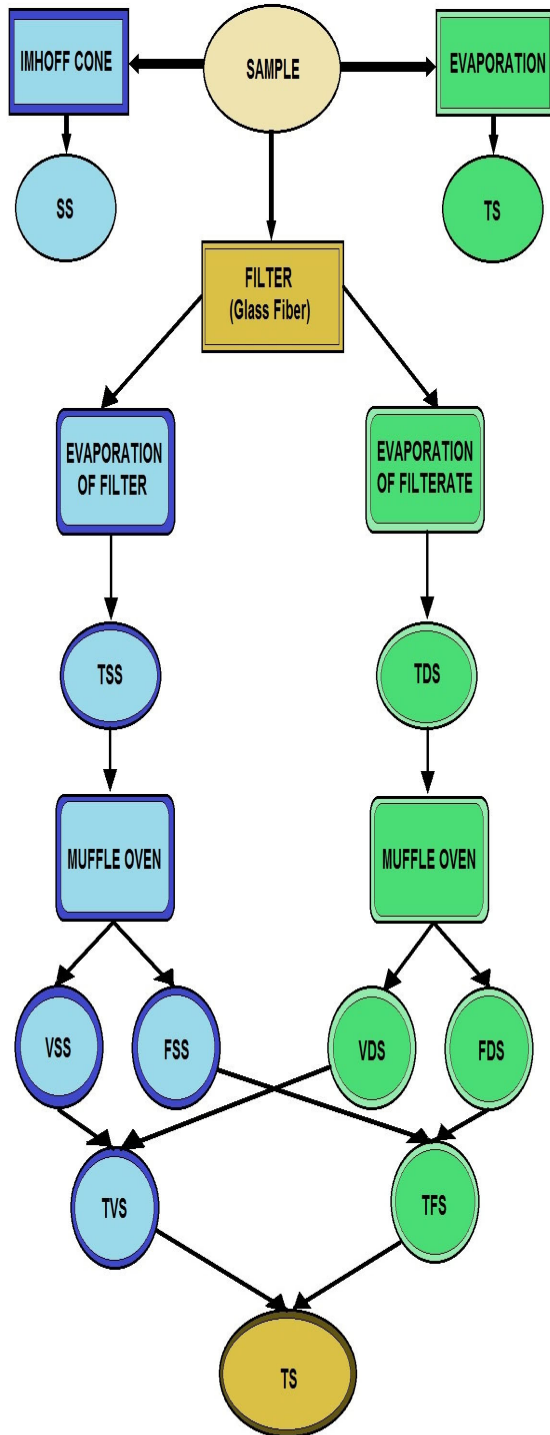 IMHOFF CONE
SAMPLE
EVAPORATION
SS
TS
FILTER
(Glass Fiber)
EVAPORATION
OF FILTER
EVAPORATION
OF FILTERATE
TSS
TDS
MUFFLE OVEN
MUFFLE OVEN
VSS
FSS
VDS
FDS
TVS
TFS
TS